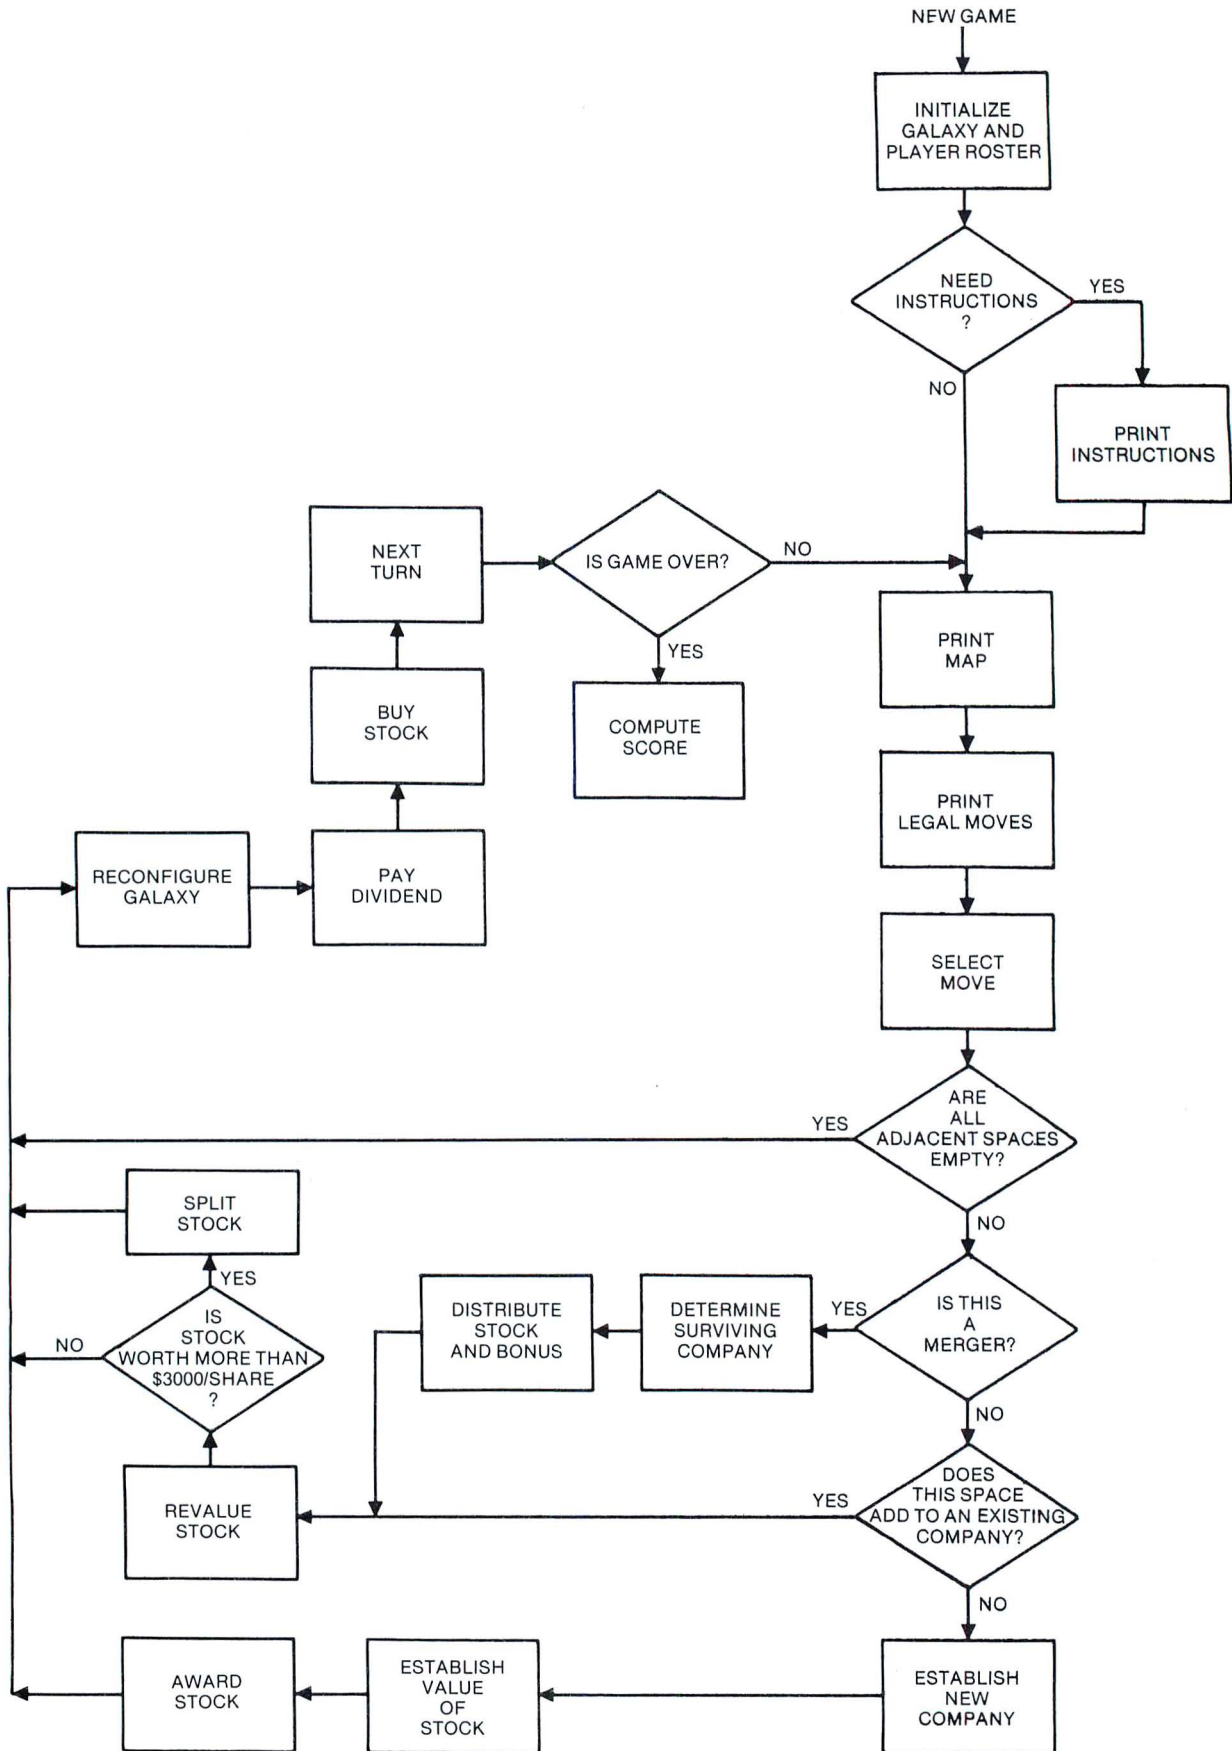 NEW GAME
INITIALIZE
GALAXY AND
PLAYER ROSTER
NEED
INSTRUCTIONS
?
YES
NO
PRINT
INSTRUCTIONS
NEXT
TURN
IS GAME OVER?
NO
YES
BUY
STOCK
COMPUTE
SCORE
PRINT
MAP
PRINT
LEGAL MOVES
RECONFIGURE
GALAXY
PAY
DIVIDEND
SELECT
MOVE
ARE
ALL
ADJACENT SPACES
EMPTY?
YES
NO
SPLIT
STOCK
YES
IS
STOCK
WORTH MORE THAN
$3000/SHARE
?
NO
DISTRIBUTE
STOCK
AND BONUS
DETERMINE
SURVIVING
COMPANY
YES
IS THIS
A
MERGER?
NO
REVALUE
STOCK
YES
DOES
THIS SPACE
ADD TO AN EXISTING
COMPANY?
NO
AWARD
STOCK
ESTABLISH
VALUE
OF
STOCK
ESTABLISH
NEW
COMPANY